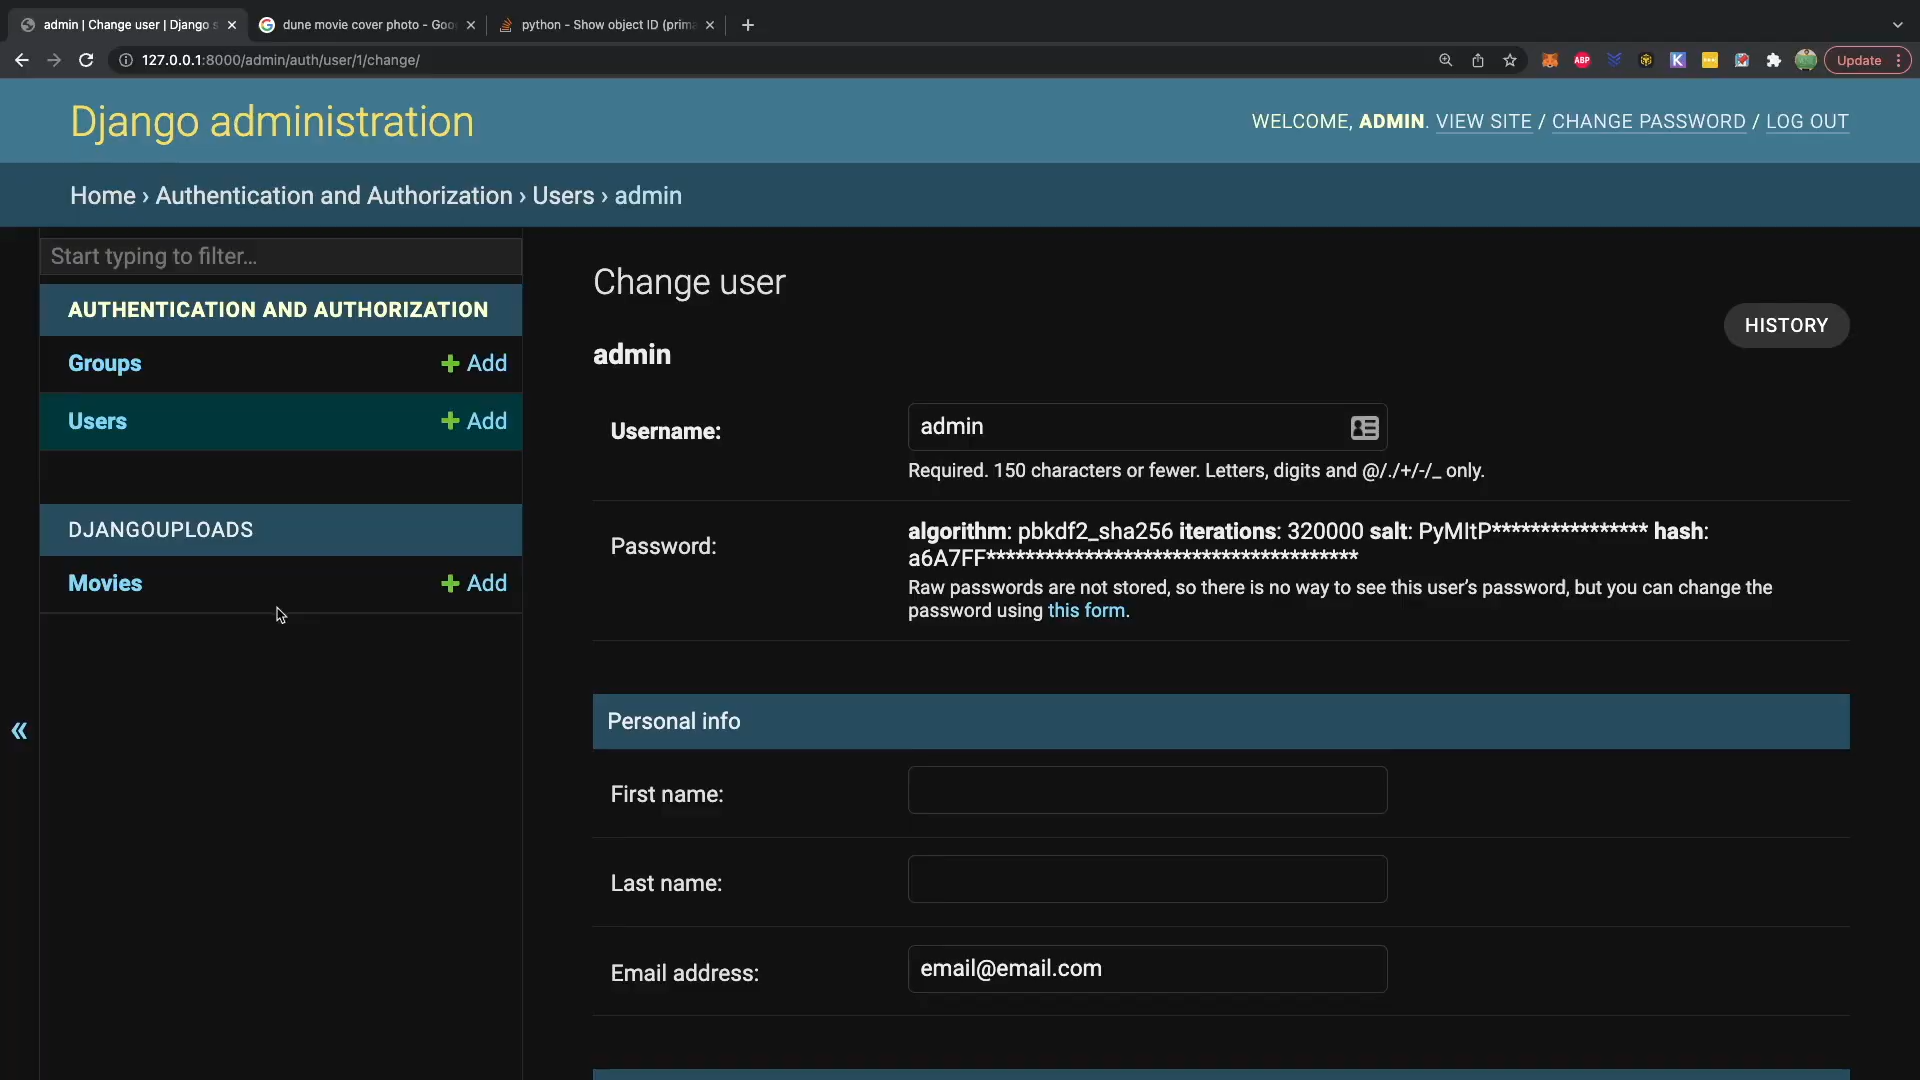 admin | Change user | Django s
dune movie cover photo - Goo
python - Show object ID (prima
127.0.0.1:8000/admin/auth/user/1/change/
ABP
K
Update
Django administration
WELCOME, ADMIN. VIEW SITE / CHANGE PASSWORD / LOG OUT
Home › Authentication and Authorization › Users › admin
Start typing to filter...
AUTHENTICATION AND AUTHORIZATION
Groups
Add
Users
Add
DJANGOUPLOADS
Movies
Add
«
Change user
HISTORY
admin
Username:
admin
Required. 150 characters or fewer. Letters, digits and @/./+/-/_ only.
Password:
algorithm: pbkdf2_sha256 iterations: 320000 salt: PyMItP**************** hash:
a6A7FF**************************************
Raw passwords are not stored, so there is no way to see this user’s password, but you can change the
password using this form.
Personal info
First name:
Last name:
Email address:
email@email.com